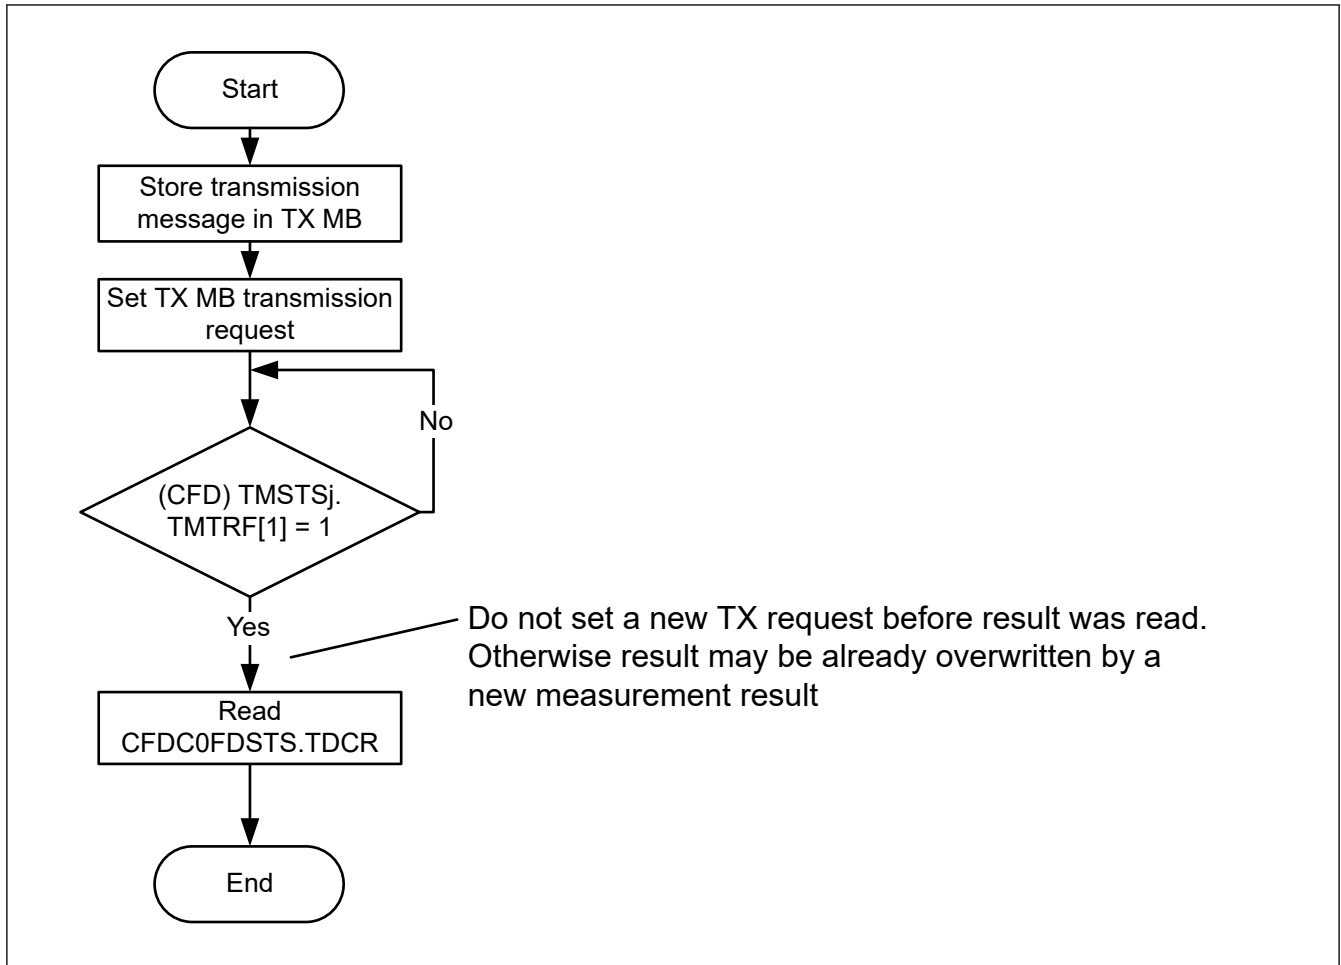 Start
Store transmission
message in TX MB
Set TX MB transmission
request
No
(CFD) TMSTSj.
TMTRF[1] = 1
Yes
Do not set a new TX request before result was read.
Otherwise result may be already overwritten by a
new measurement result
Read
CFDC0FDSTS.TDCR
End